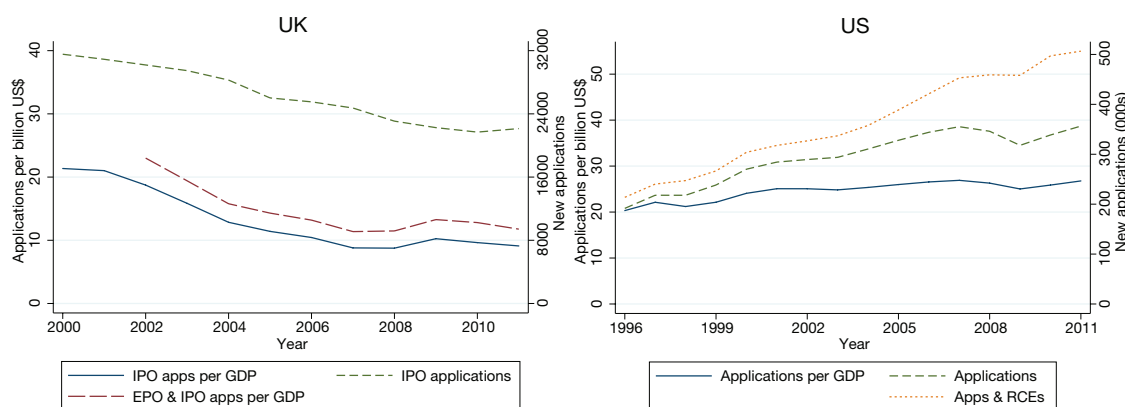 UK
Applications per billion US$
0
10
20
30
40
New applications
0
8000
16000
24000
32000
2000
2002
2004
2006
2008
2010
Year
IPO apps per GDP
IPO applications
EPO & IPO apps per GDP
US
Applications per billion US$
0
10
20
30
40
50
New applications (000s)
0
100
200
300
400
500
1996
1999
2002
2005
2008
2011
Year
Applications per GDP
Applications
Apps & RCEs